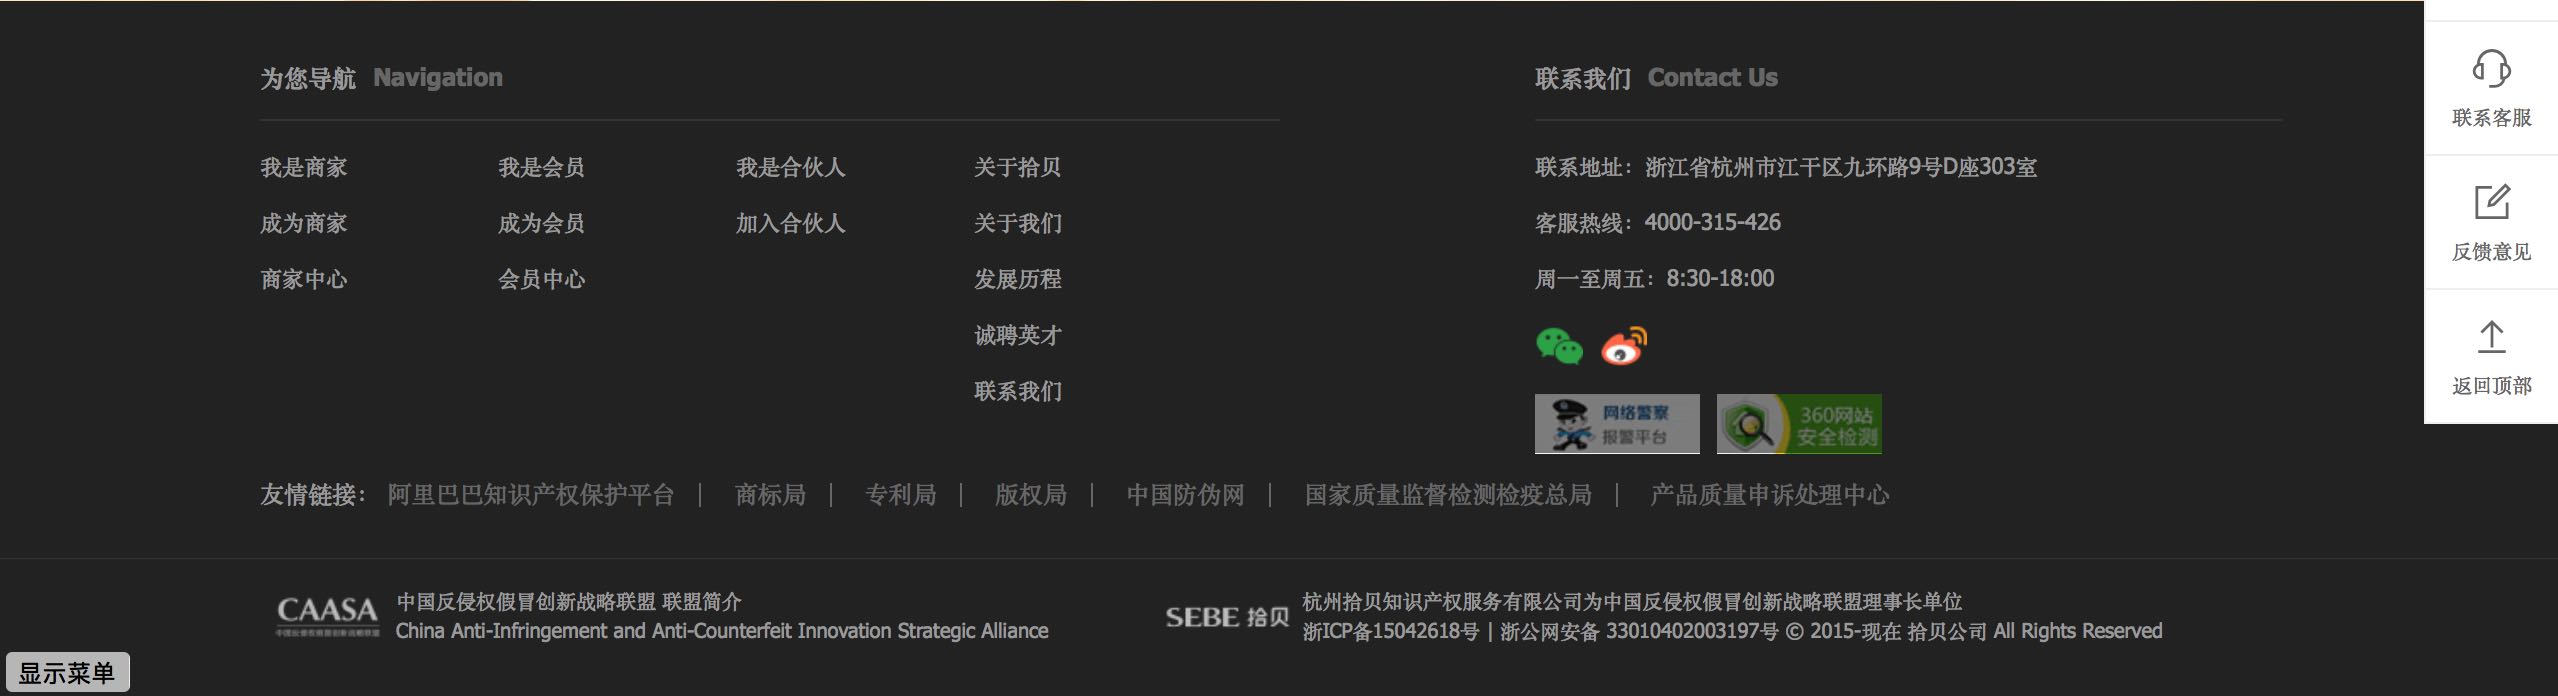 为您导航 Navigation
我是商家 我是会员 我是合伙人 关于拾贝
成为商家 成为会员 加入合伙人 关于我们
商家中心 会员中心 发展历程
诚聘英才
联系我们
联系我们 Contact Us
联系地址：浙江省杭州市江干区九环路9号D座303室
客服热线：4000-315-426
周一至周五：8:30-18:00
网络警察
报警平台
360网站
安全检测
友情链接： 阿里巴巴知识产权保护平台 | 商标局 | 专利局 | 版权局 | 中国防伪网 | 国家质量监督检测检疫总局 | 产品质量申诉处理中心
CAASA
中国反侵权假冒创新战略联盟 联盟简介
China Anti-Infringement and Anti-Counterfeit Innovation Strategic Alliance
SEBE 拾贝
杭州拾贝知识产权服务有限公司为中国反侵权假冒创新战略联盟理事长单位
浙ICP备15042618号 | 浙公网安备 33010402003197号 © 2015-现在 拾贝公司 All Rights Reserved
显示菜单
联系客服
反馈意见
返回顶部